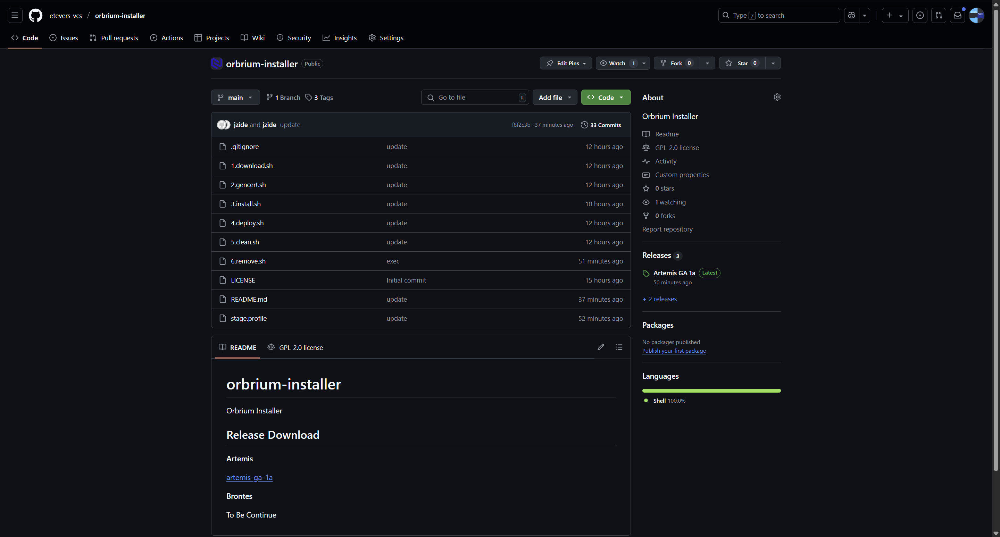 etevers-vcs / orbrium-installer
Type / to search
Code
Issues
Pull requests
Actions
Projects
Wiki
Security
Insights
Settings
orbrium-installer Public
Edit Pins
Watch 1
Fork 0
Star 0
main
1 Branch
3 Tags
Go to file t
Add file
Code
jzide and jzide update
f8f2c3b · 37 minutes ago
33 Commits
.gitignore update 12 hours ago
1.download.sh update 12 hours ago
2.gencert.sh update 12 hours ago
3.install.sh update 10 hours ago
4.deploy.sh update 12 hours ago
5.clean.sh update 12 hours ago
6.remove.sh exec 51 minutes ago
LICENSE Initial commit 15 hours ago
README.md update 37 minutes ago
stage.profile update 52 minutes ago
README
GPL-2.0 license
orbrium-installer
Orbrium Installer
Release Download
Artemis
artemis-ga-1a
Brontes
To Be Continue
About
Orbrium Installer
Readme
GPL-2.0 license
Activity
Custom properties
0 stars
1 watching
0 forks
Report repository
Releases 3
Artemis GA 1a Latest
50 minutes ago
+ 2 releases
Packages
No packages published
Publish your first package
Languages
Shell 100.0%